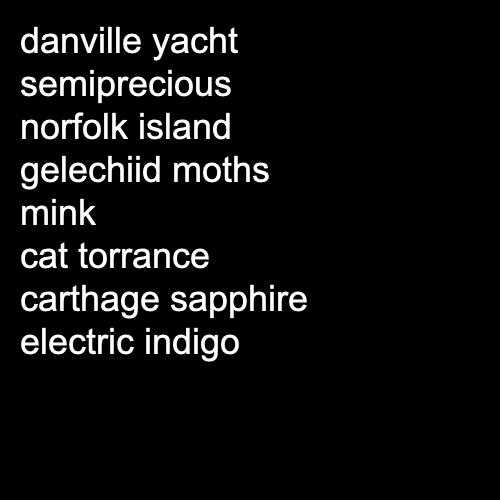 danville yacht
semiprecious
norfolk island
gelechiid moths
mink
cat torrance
carthage sapphire
electric indigo